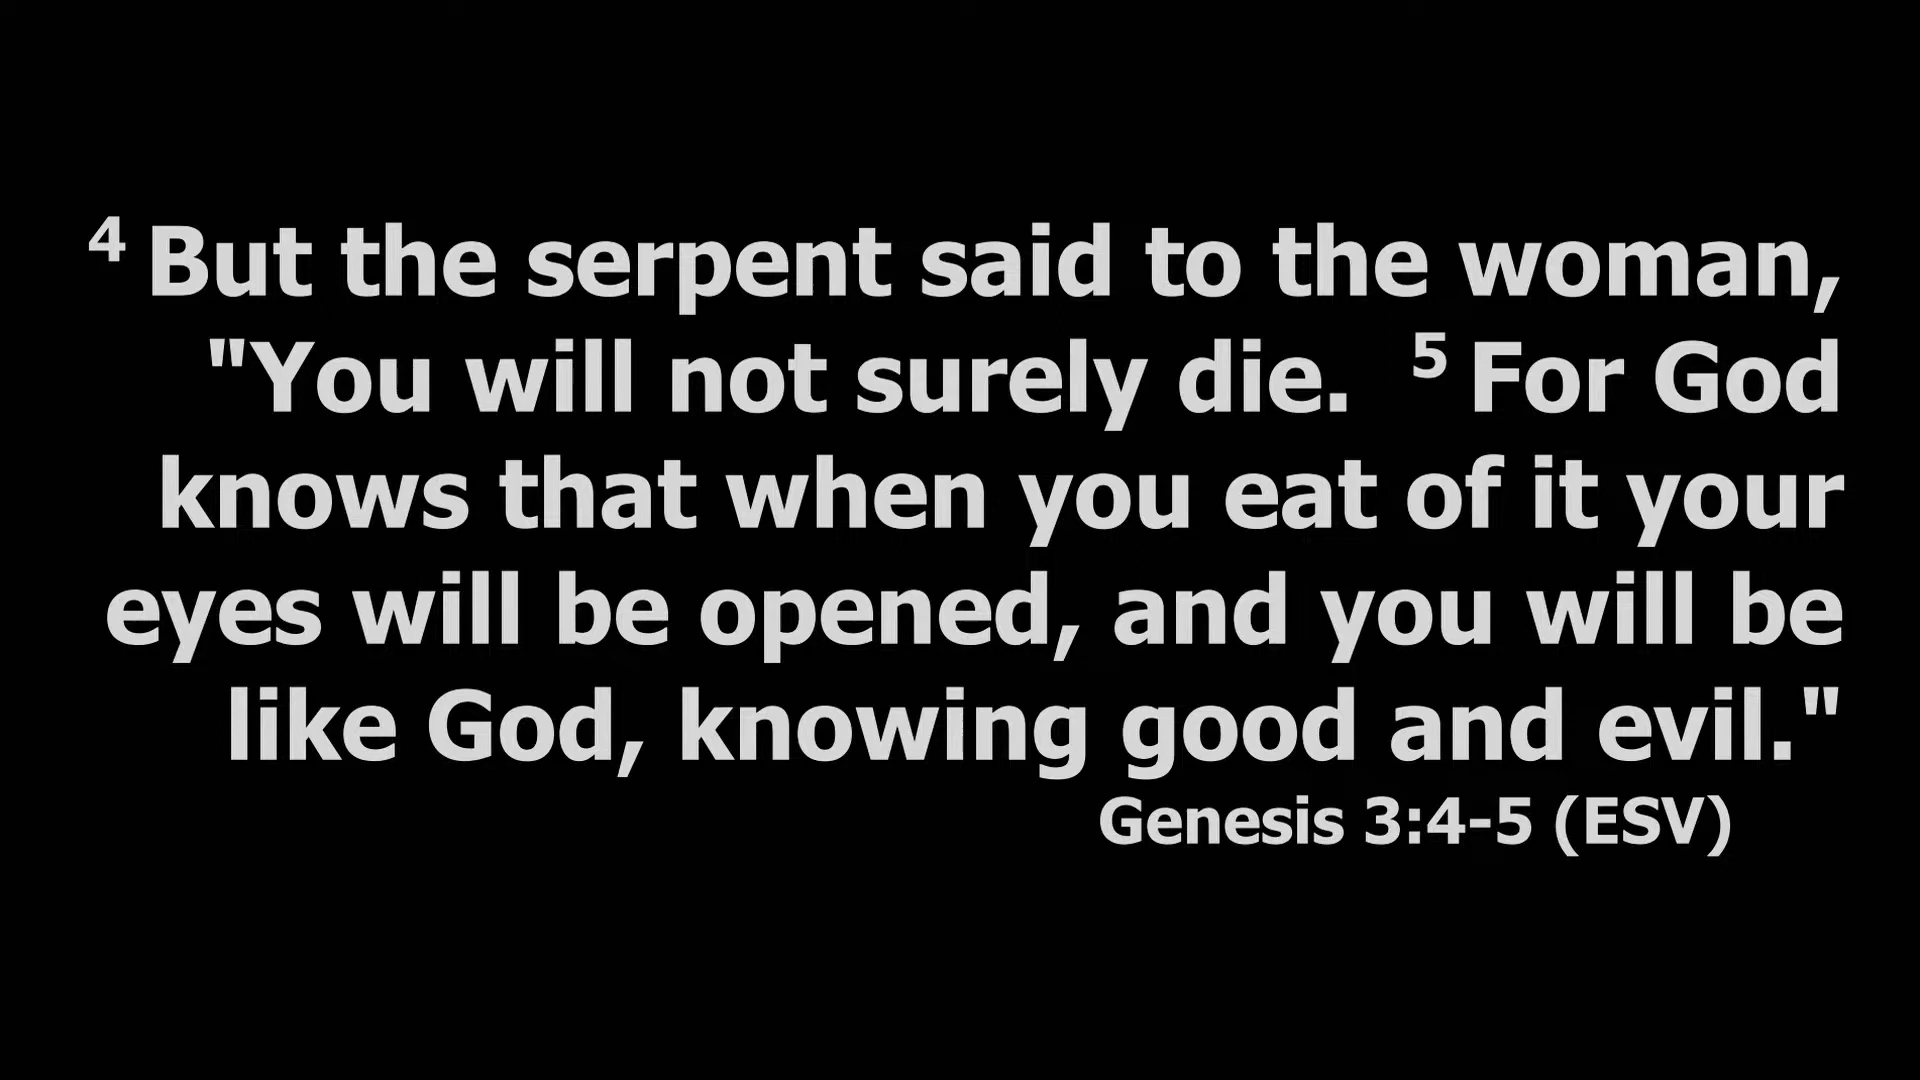 4 But the serpent said to the woman,
"You will not surely die. 5 For God
knows that when you eat of it your
eyes will be opened, and you will be
like God, knowing good and evil."
Genesis 3:4-5 (ESV)